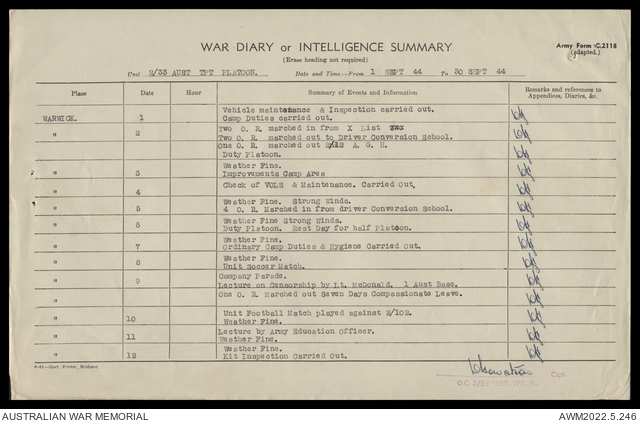 WAR DIARY or INTELLIGENCE SUMMARY
(Erase heading not required)
Army Form C.2118
(adapted.)
Unit 2/33 AUST TPT PLATOON. Date and Time.—From 1 SEPT 44 To 30 SEPT 44
Place Date Hour Summary of Events and Information Remarks and references to
Appendices, Diaries, &c.
Vehicle maintenance & Inspection carried out.
WARWICK. 1 Camp Duties carried out.
Two O. R. marched in from X List
" 2 Two O. R. marched out to Driver Conversion School.
One O. R. marched out 2/12 A. G. H.
Duty Platoon.
Weather Fine.
" 3 Improvements Camp Area
" 4 Check of VOLS & Maintenance. Carried Out.
Weather Fine. Strong Winds.
" 5 4 O. R. Marched in from driver Conversion School.
Weather Fine Strong Winds.
" 6 Duty Platoon. Rest Day for half Platoon.
Weather Fine.
" 7 Ordinary Camp Duties & Hygiene Carried Out.
Weather Fine.
" 8 Unit Soccer Match.
Company Parade.
" 9 Lecture on Censorship by Lt. McDonald. 1 Aust Base.
" One O. R. Marched Out Seven Days Compassionate Leave.
Unit Football Match played against 2/102.
" 10 Weather Fine.
Lecture by Army Education Officer.
" 11 Weather Fine.
Weather Fine.
" 12 Kit Inspection Carried Out.
Govt. Printer, Brisbane.
Capt
O.C. 2/33 AUST. TPT. PL.
AUSTRALIAN WAR MEMORIAL
AWM2022.5.246